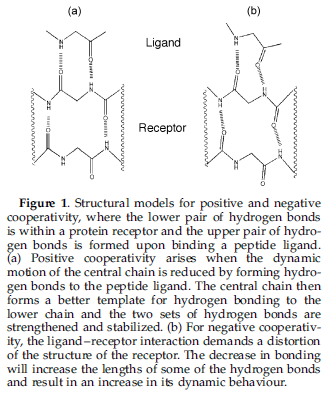 (a)
(b)
Ligand
Receptor
N
H
O
O
H
N
O
H
N
N
H
O
N
H
O
O
H
N
O
H
N
N
H
O
Figure 1. Structural models for positive and negative
cooperativity, where the lower pair of hydrogen bonds
is within a protein receptor and the upper pair of hydro-
gen bonds is formed upon binding a peptide ligand.
(a) Positive cooperativity arises when the dynamic
motion of the central chain is reduced by forming hydro-
gen bonds to the peptide ligand. The central chain then
forms a better template for hydrogen bonding to the
lower chain and the two sets of hydrogen bonds are
strengthened and stabilized. (b) For negative cooperativ-
ity, the ligand–receptor interaction demands a distortion
of the structure of the receptor. The decrease in bonding
will increase the lengths of some of the hydrogen bonds
and result in an increase in its dynamic behaviour.